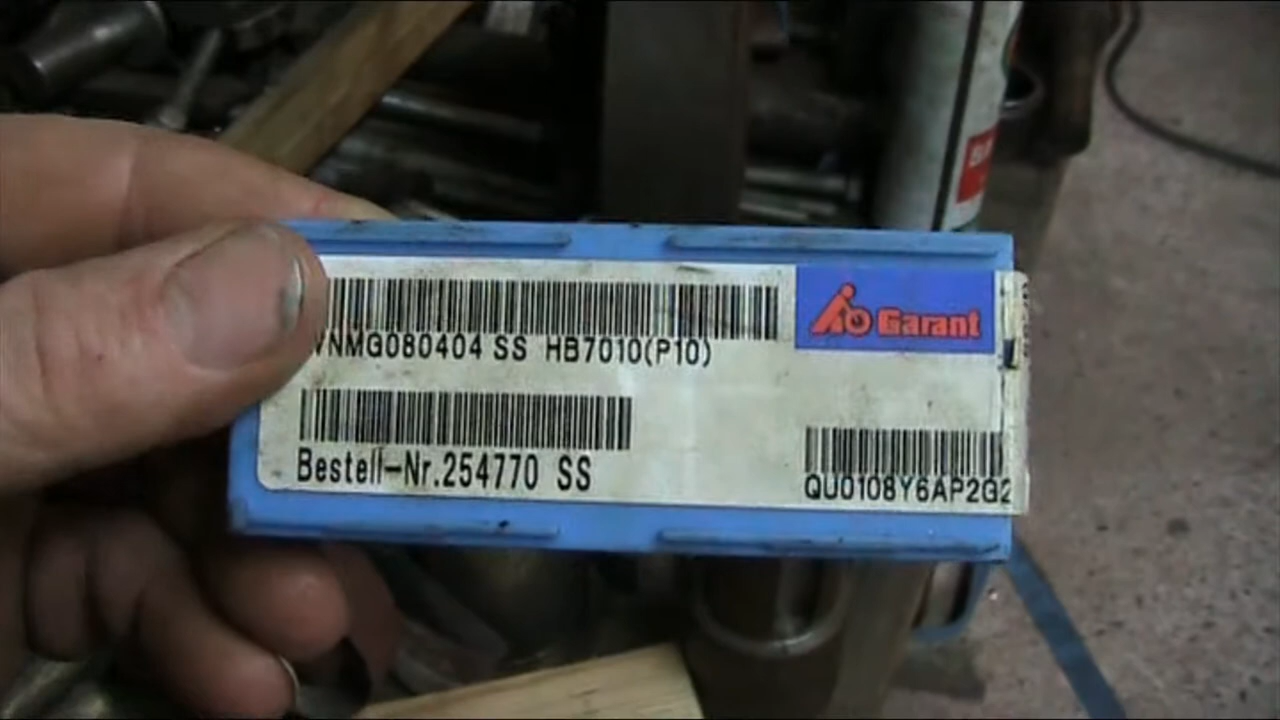 Garant
VNMG080404 SS HB7010(P10)
Bestell-Nr.254770 SS
QU0108Y6AP2G2